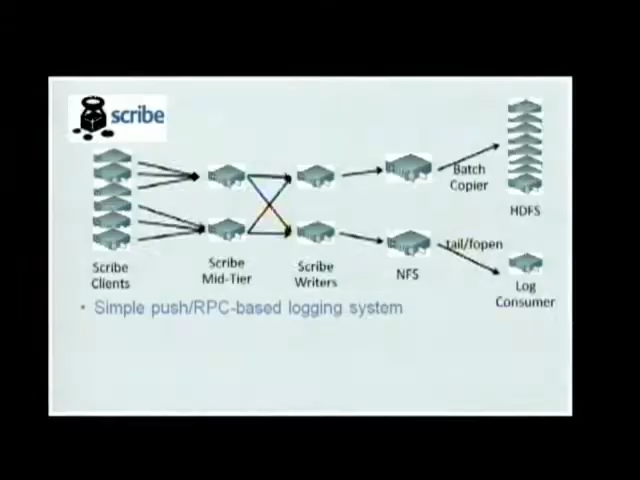 scribe
Batch
Copier
HDFS
tail/fopen
Scribe
Clients
Scribe
Mid-Tier
Scribe
Writers
NFS
Log
Consumer
• Simple push/RPC-based logging system